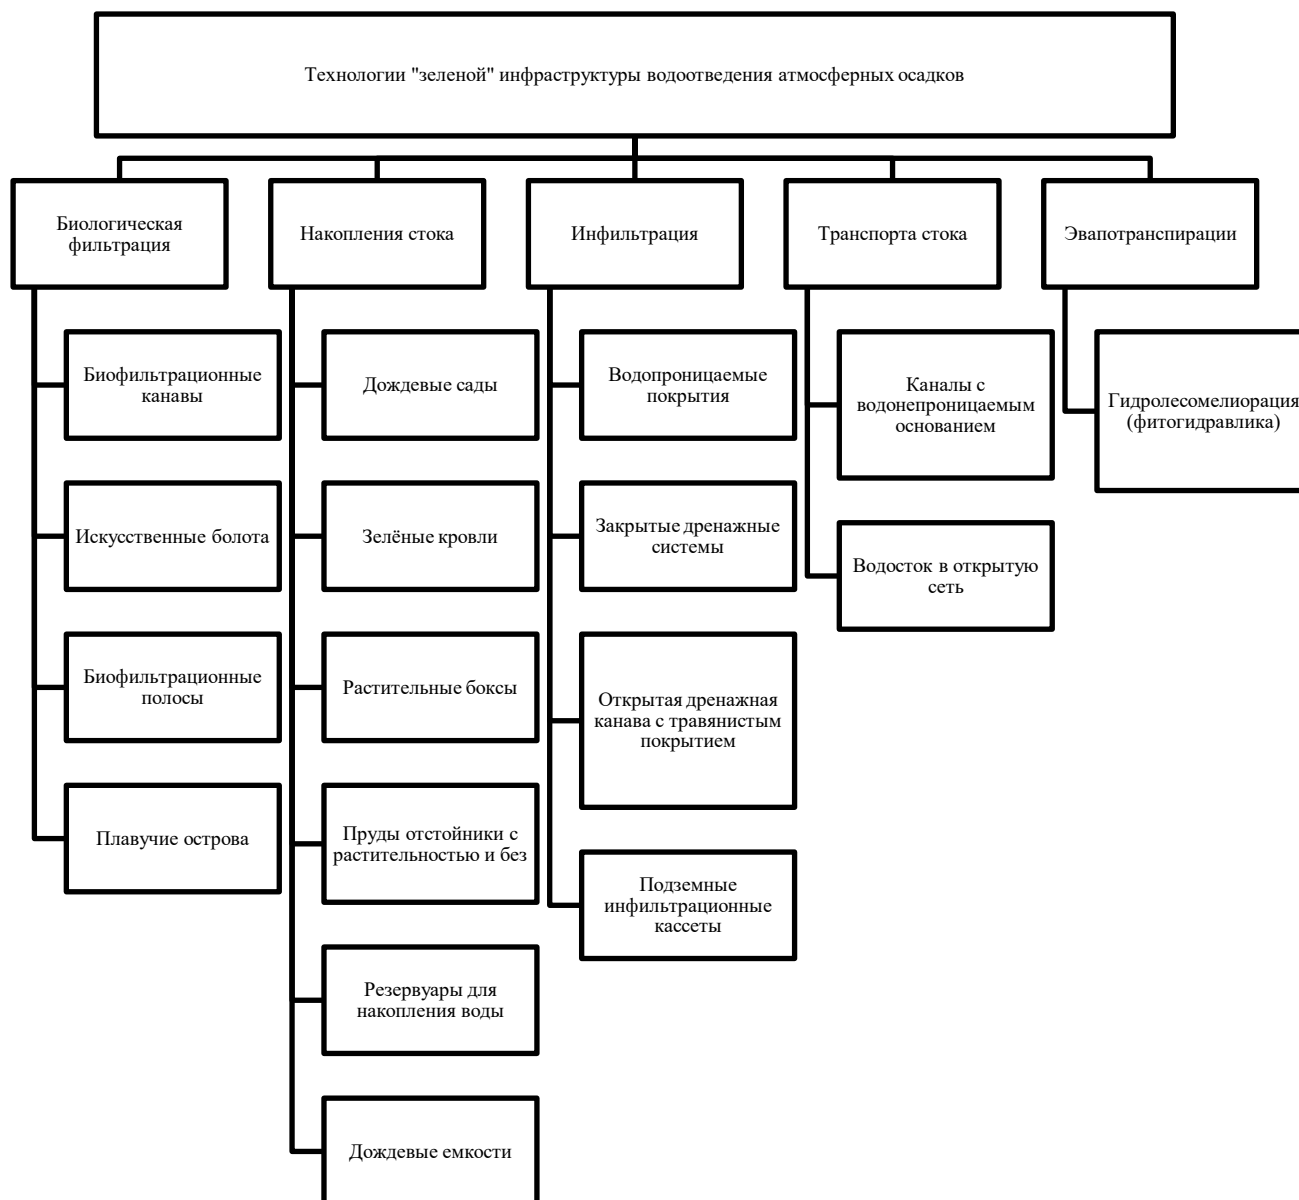 Технологии "зеленой" инфраструктуры водоотведения атмосферных осадков
Биологическая
фильтрация
Биофильтрационные
канавы
Искусственные болота
Биофильтрационные
полосы
Плавучие острова
Накопления стока
Дождевые сады
Зелёные кровли
Растительные боксы
Пруды отстойники с
растительностью и без
Резервуары для
накопления воды
Дождевые емкости
Инфильтрация
Водопроницаемые
покрытия
Закрытые дренажные
системы
Открытая дренажная
канава с травянистым
покрытием
Подземные
инфильтрационные
кассеты
Транспорта стока
Каналы с
водонепроницаемым
основанием
Водосток в открытую
сеть
Эвапотранспирации
Гидролесомелиорация
(фитогидравлика)